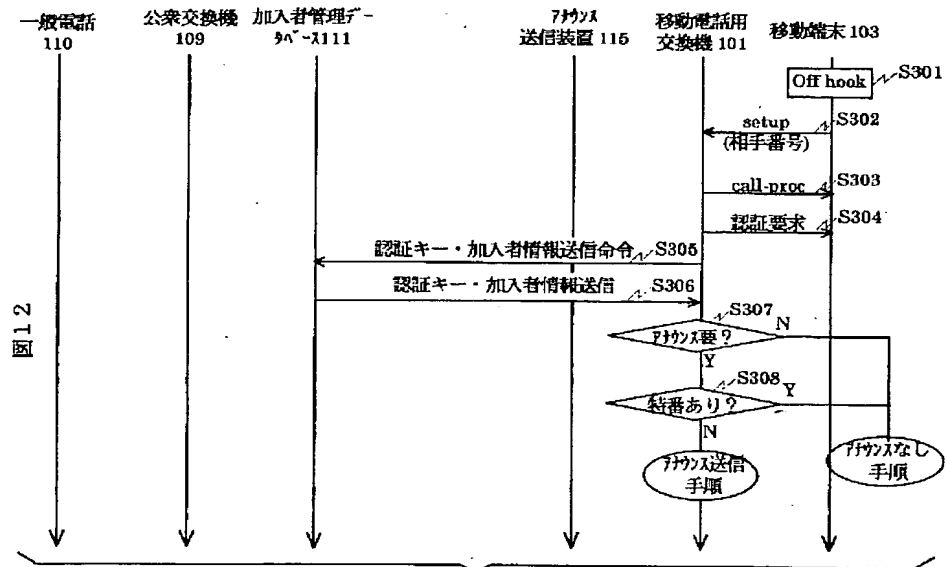 一般電話
110
公衆交換機
109
加入者管理デー
タベース111
アナウンス
送信装置 115
移動電話用
交換機 101
移動端末 103
Off hook
S301
setup
(相手番号)
S302
call-proc
S303
認証要求
S304
認証キー・加入者情報送信命令
S305
認証キー・加入者情報送信
S306
S307
アナウンス要？
N
Y
S308
特番あり？
Y
N
アナウンス送信
手順
アナウンスなし
手順
図12